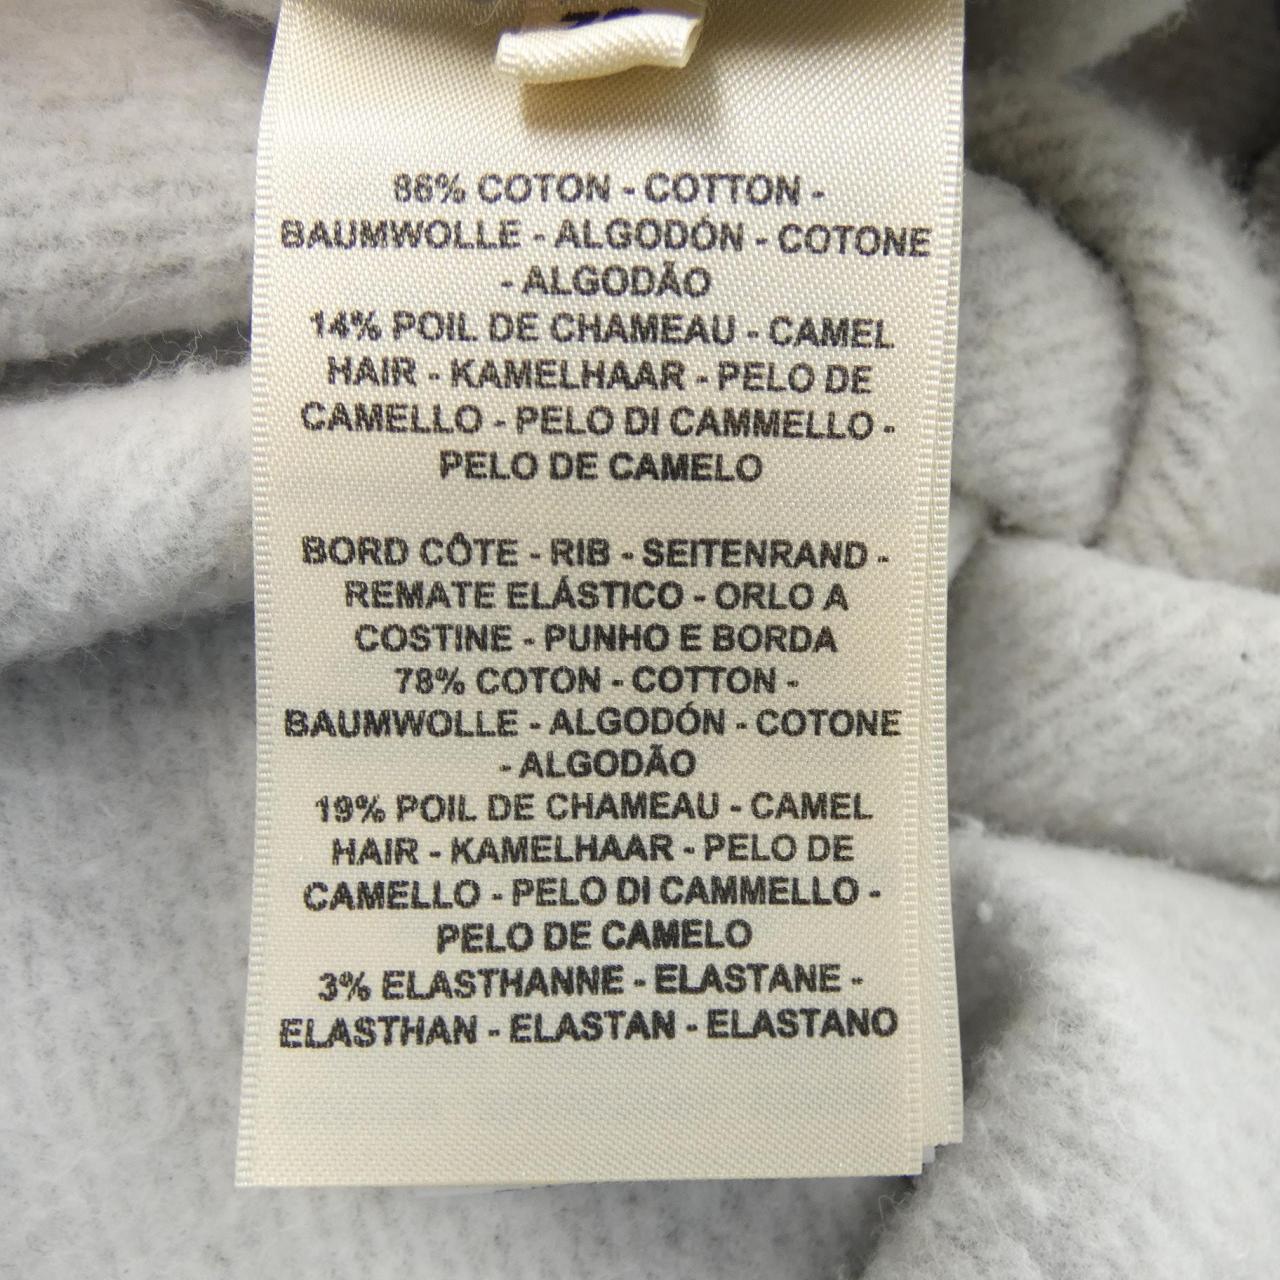 86% COTON - COTTON -
BAUMWOLLE - ALGODÓN - COTONE
- ALGODÃO
14% POIL DE CHAMEAU - CAMEL
HAIR - KAMELHAAR - PELO DE
CAMELLO - PELO DI CAMMELLO -
PELO DE CAMELO
BORD CÔTE - RIB - SEITENRAND -
REMATE ELÁSTICO - ORLO A
COSTINE - PUNHO E BORDA
78% COTON - COTTON -
BAUMWOLLE - ALGODÓN - COTONE
- ALGODÃO
19% POIL DE CHAMEAU - CAMEL
HAIR - KAMELHAAR - PELO DE
CAMELLO - PELO DI CAMMELLO -
PELO DE CAMELO
3% ELASTHANNE - ELASTANE -
ELASTHAN - ELASTAN - ELASTANO